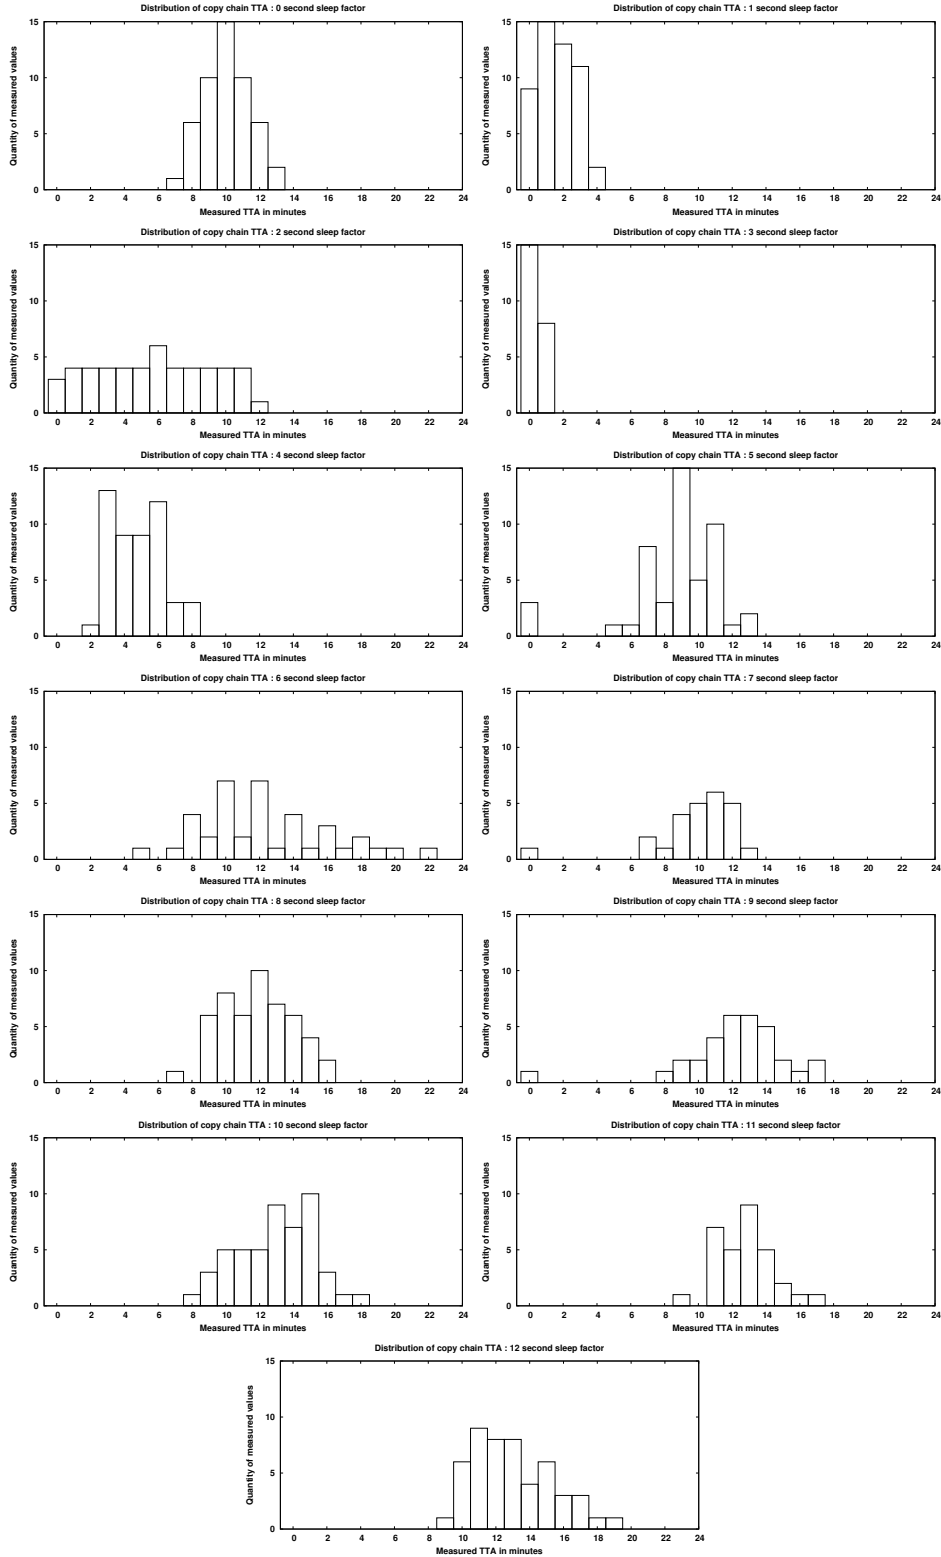 Distribution of copy chain TTA : 0 second sleep factor
Quantity of measured values
15
10
5
0
0 2 4 6 8 10 12 14 16 18 20 22 24
Measured TTA in minutes
Distribution of copy chain TTA : 1 second sleep factor
Quantity of measured values
15
10
5
0
0 2 4 6 8 10 12 14 16 18 20 22 24
Measured TTA in minutes
Distribution of copy chain TTA : 2 second sleep factor
Quantity of measured values
15
10
5
0
0 2 4 6 8 10 12 14 16 18 20 22 24
Measured TTA in minutes
Distribution of copy chain TTA : 3 second sleep factor
Quantity of measured values
15
10
5
0
0 2 4 6 8 10 12 14 16 18 20 22 24
Measured TTA in minutes
Distribution of copy chain TTA : 4 second sleep factor
Quantity of measured values
15
10
5
0
0 2 4 6 8 10 12 14 16 18 20 22 24
Measured TTA in minutes
Distribution of copy chain TTA : 5 second sleep factor
Quantity of measured values
15
10
5
0
0 2 4 6 8 10 12 14 16 18 20 22 24
Measured TTA in minutes
Distribution of copy chain TTA : 6 second sleep factor
Quantity of measured values
15
10
5
0
0 2 4 6 8 10 12 14 16 18 20 22 24
Measured TTA in minutes
Distribution of copy chain TTA : 7 second sleep factor
Quantity of measured values
15
10
5
0
0 2 4 6 8 10 12 14 16 18 20 22 24
Measured TTA in minutes
Distribution of copy chain TTA : 8 second sleep factor
Quantity of measured values
15
10
5
0
0 2 4 6 8 10 12 14 16 18 20 22 24
Measured TTA in minutes
Distribution of copy chain TTA : 9 second sleep factor
Quantity of measured values
15
10
5
0
0 2 4 6 8 10 12 14 16 18 20 22 24
Measured TTA in minutes
Distribution of copy chain TTA : 10 second sleep factor
Quantity of measured values
15
10
5
0
0 2 4 6 8 10 12 14 16 18 20 22 24
Measured TTA in minutes
Distribution of copy chain TTA : 11 second sleep factor
Quantity of measured values
15
10
5
0
0 2 4 6 8 10 12 14 16 18 20 22 24
Measured TTA in minutes
Distribution of copy chain TTA : 12 second sleep factor
Quantity of measured values
15
10
5
0
0 2 4 6 8 10 12 14 16 18 20 22 24
Measured TTA in minutes